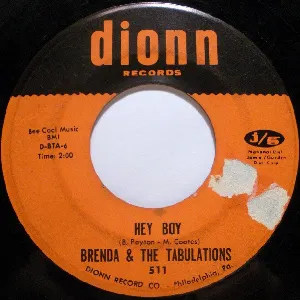 dionn
RECORDS
Bee Cool Music
BMI
D-BTA-6
Time: 2:00
J/S
HEY BOY
(B. Payton - M. Coates)
BRENDA & THE TABULATIONS
511
DIONN RECORD CO. / Philadelphia, Pa.